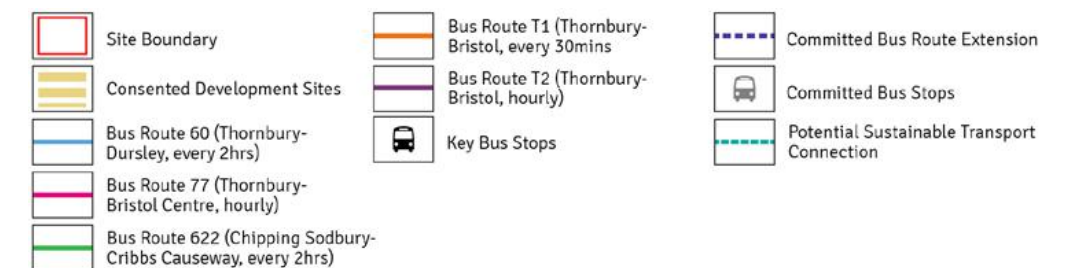 Site Boundary
Consented Development Sites
Bus Route 60 (Thornbury-
Dursley, every 2hrs)
Bus Route 77 (Thornbury-
Bristol Centre, hourly)
Bus Route 622 (Chipping Sodbury-
Cribbs Causeway, every 2hrs)
Bus Route T1 (Thornbury-
Bristol, every 30mins
Bus Route T2 (Thornbury-
Bristol, hourly)
Key Bus Stops
Committed Bus Route Extension
Committed Bus Stops
Potential Sustainable Transport
Connection